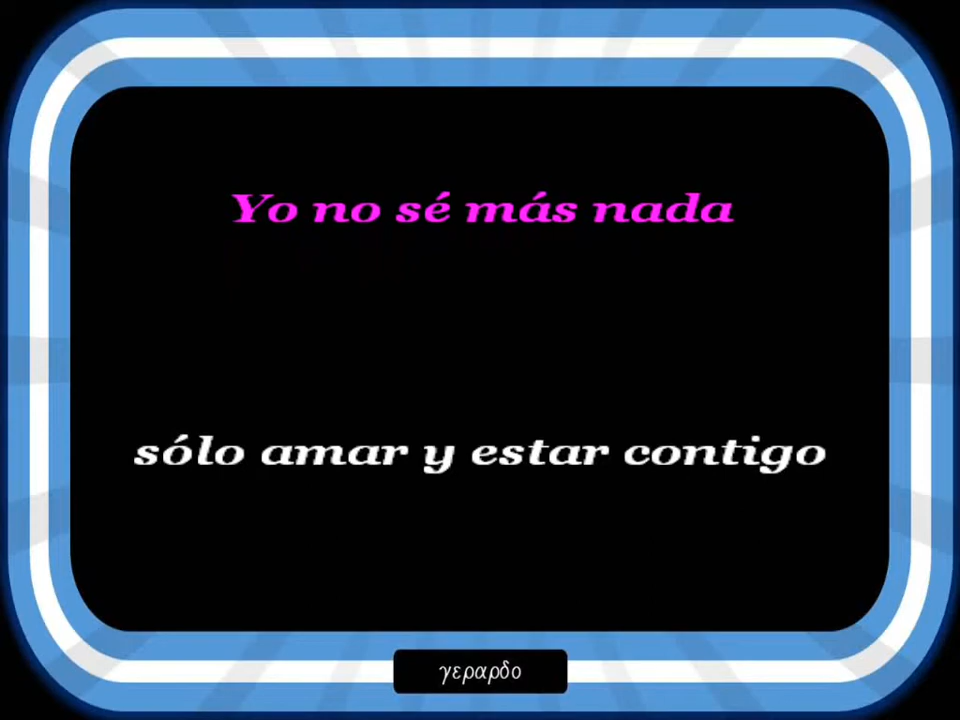 Yo no sé más nada
sólo amar y estar contigo
γεραρδο